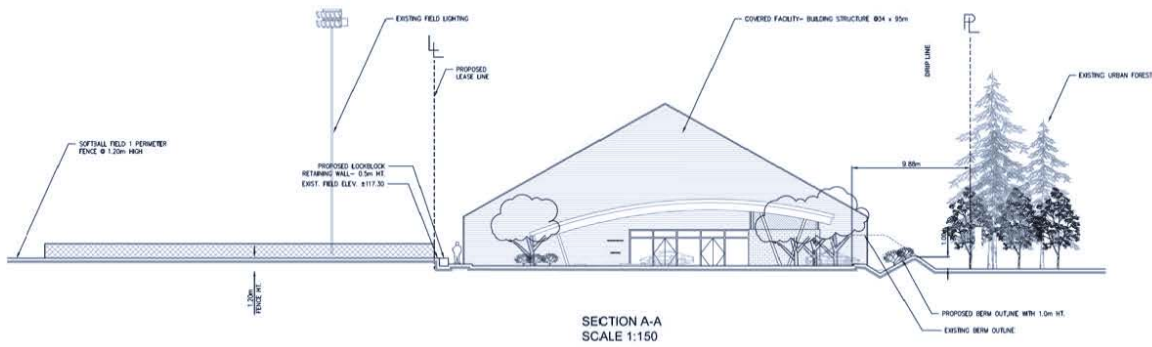 EXISTING FIELD LIGHTING
COVERED FACILITY- BUILDING STRUCTURE @34 x 95m
PL
DRIP LINE
LL
PROPOSED
LEASE LINE
EXISTING URBAN FOREST
SOFTBALL FIELD 1 PERIMETER
FENCE @ 1.20m HIGH
PROPOSED LOCKBLOCK
RETAINING WALL- 0.5m HT.
EXIST. FIELD ELEV. ±117.30
9.88m
1.20m
FENCE HT.
PROPOSED BERM OUTLINE WITH 1.0m HT.
EXISTING BERM OUTLINE
SECTION A-A
SCALE 1:150